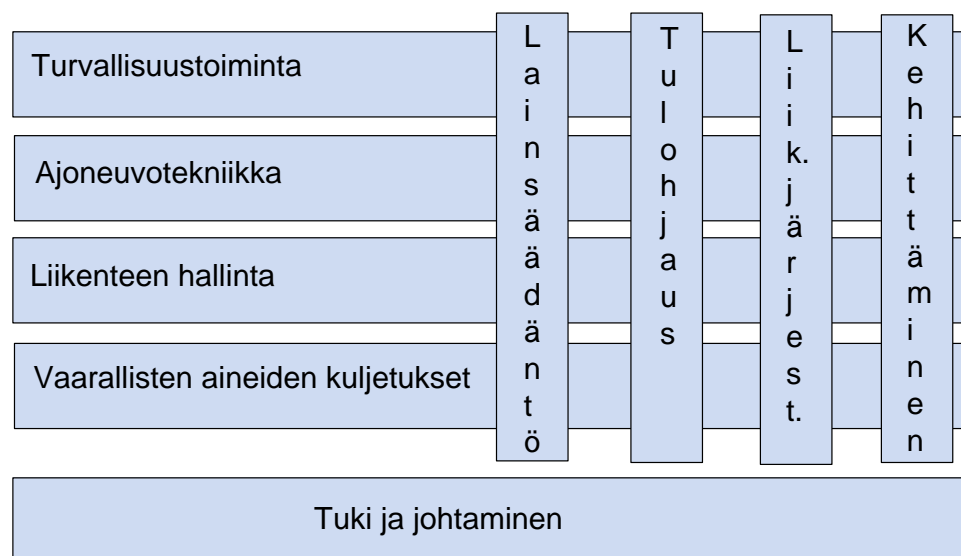 Turvallisuustoiminta
Ajoneuvotekniikka
Liikenteen hallinta
Vaarallisten aineiden kuljetukset
Lainsäädäntö
Tulohjaus
Liik.järjest.
Kehittäminen
Tuki ja johtaminen